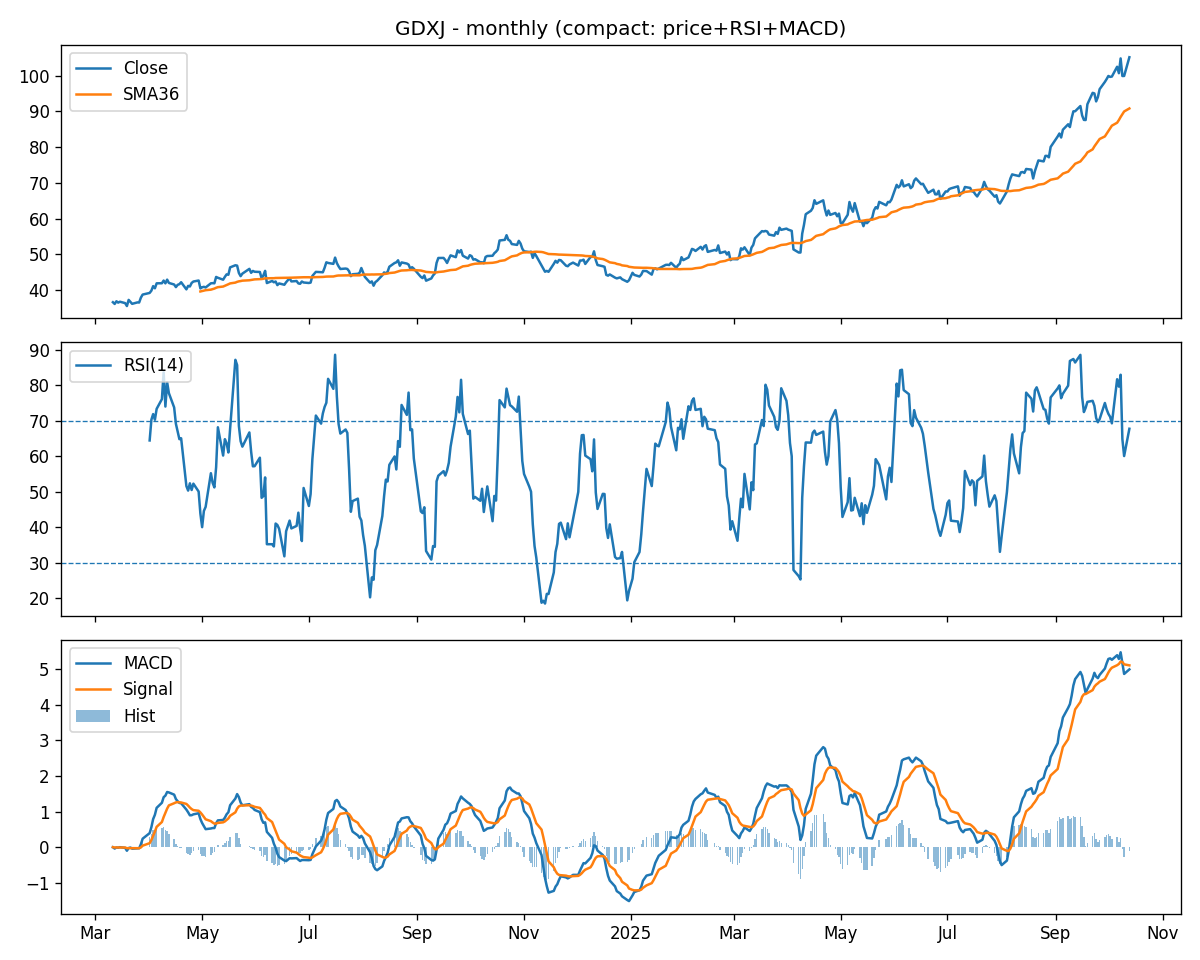 GDXJ - monthly (compact: price+RSI+MACD)
Close
SMA36
100
90
80
70
60
50
40
RSI(14)
90
80
70
60
50
40
30
20
MACD
Signal
Hist
5
4
3
2
1
0
−1
Mar May Jul Sep Nov 2025 Mar May Jul Sep Nov